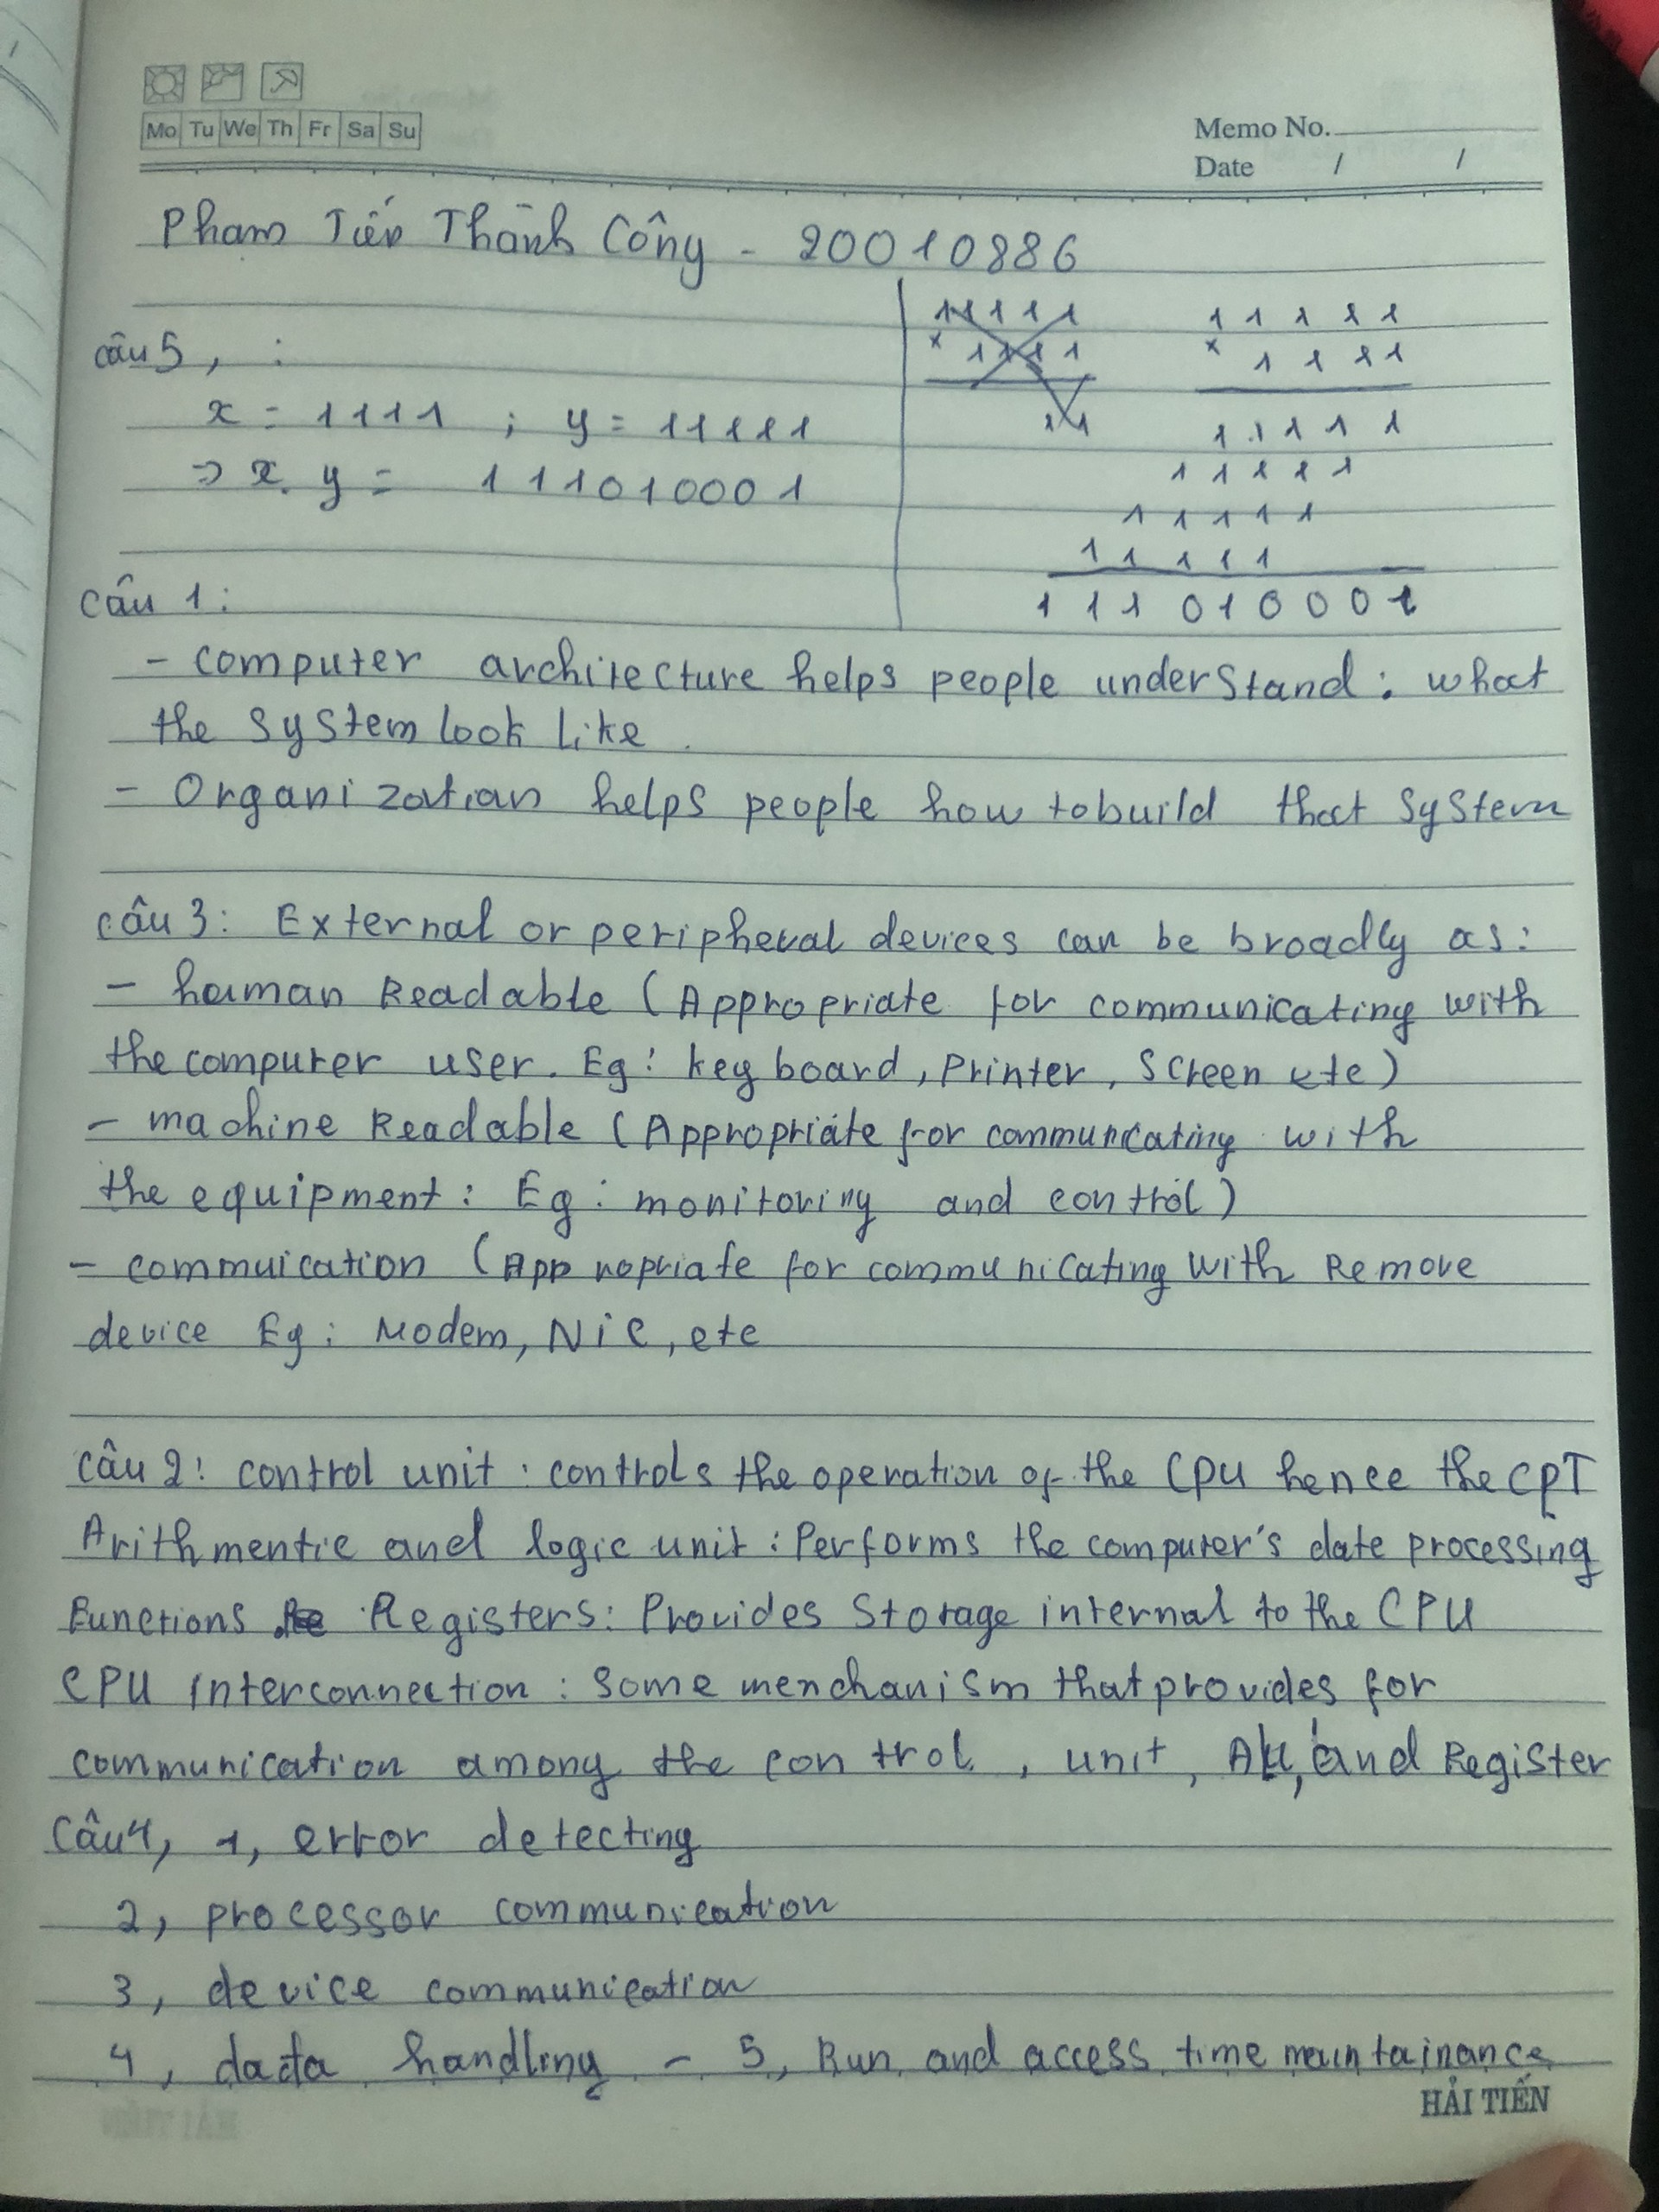 Mo Tu We Th Fr Sa Su
Memo No.
Date / /
Phạm Tiến Thành Công - 20010886
câu 5, :
x = 1111 ; y = 11111
=> x. y = 111010001
11111
x 1111
11
11111
x 1111
11111
11111
11111
11111
111010001
Câu 1:
- computer architecture helps people understand: what
the system look like.
- Organization helps people how to build that system
câu 3: External or peripheral devices can be broadly as:
- human Readable (Appropriate for communicating with
the computer user. Eg: keyboard, Printer, Screen etc)
- machine Readable (Appropriate for communcating with
the equipment: Eg: monitoring and control)
- commuication (Appropriate for communicating with Remove
device Eg: Modem, NiC, etc
Câu 2: control unit: controls the operation of the CPU hence the CPT
Arithmentic and logic unit: Performs the computer's date processing
Functions Registers: Provides Storage internal to the CPU
CPU Interconnection: some menchanism that provides for
communication among the control, unit, ALU, and Register
Câu 4, 1, error detecting
2, processor communication
3, device communication
4, dada handling - 5, Run and access time maintainance
HẢI TIẾN